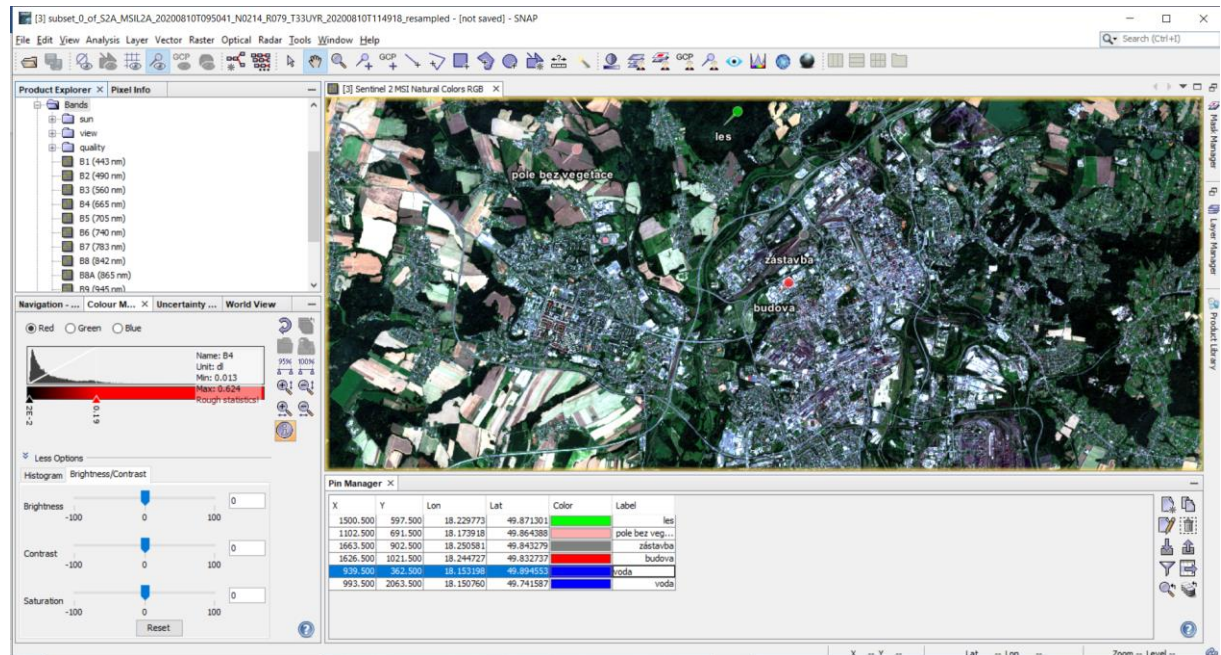 [3] subset_0_of_S2A_MSIL2A_20200810T095041_N0214_R079_T33UYR_20200810T114918_resampled - [not saved] - SNAP
File Edit View Analysis Layer Vector Raster Optical Radar Tools Window Help
Search (Ctrl+I)
GCP GCP GCP
Product Explorer Pixel Info
[3] Sentinel 2 MSI Natural Colors RGB
Bands
sun
view
quality
B1 (443 nm)
B2 (490 nm)
B3 (560 nm)
B4 (665 nm)
B5 (705 nm)
B6 (740 nm)
B7 (783 nm)
B8 (842 nm)
B8A (865 nm)
B9 (945 nm)
les
pole bez vegetace
zástavba
budova
Mask Manager
Layer Manager
Product Library
Navigation - ... Colour M... Uncertainty ... World View
Red Green Blue
Name: B4
Unit: dl
Min: 0.013
Max: 0.624
Rough statistics!
95% 100%
2E-2 0.19
Less Options
Histogram Brightness/Contrast
Brightness 0
-100 0 100
Contrast 0
-100 0 100
Saturation 0
-100 0 100
Reset
Pin Manager
X Y Lon Lat Color Label
1500.500 597.500 18.229773 49.871301 les
1102.500 691.500 18.173918 49.864388 pole bez veg...
1663.500 902.500 18.250581 49.843279 zástavba
1626.500 1021.500 18.244727 49.832737 budova
939.500 362.500 18.153198 49.894553 voda
993.500 2063.500 18.150760 49.741587 voda
X -- Y -- Lat -- Lon -- Zoom -- Level --